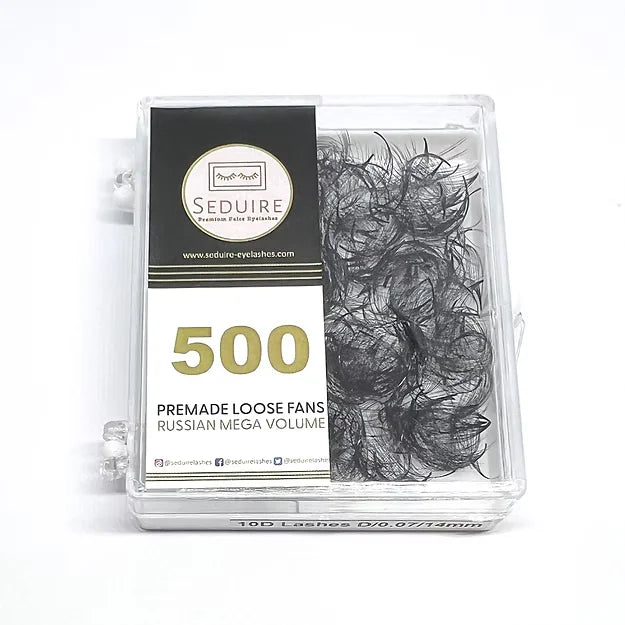 SEDUIRE
Premium False Eyelashes
www.seduire-eyelashes.com
500
PREMADE LOOSE FANS
RUSSIAN MEGA VOLUME
@seduirelashes @seduirelashes @seduirelashes
10D Lashes D/0.07/14mm